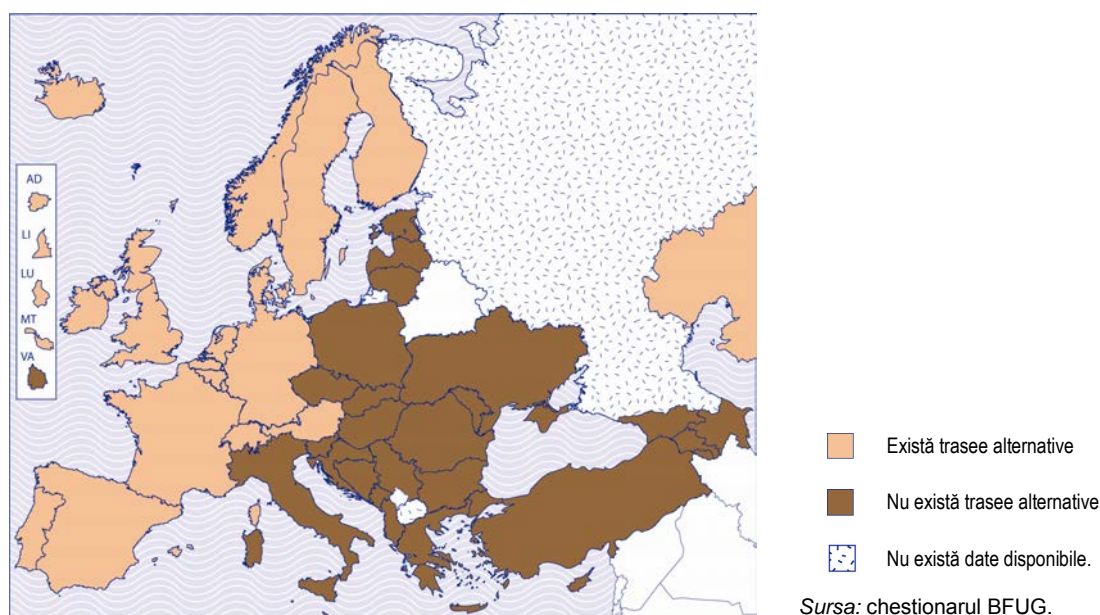 AD
LI
LU
MT
VA
Există trasee alternative
Nu există trasee alternative
Nu există date disponibile.
Sursa: chestionarul BFUG.